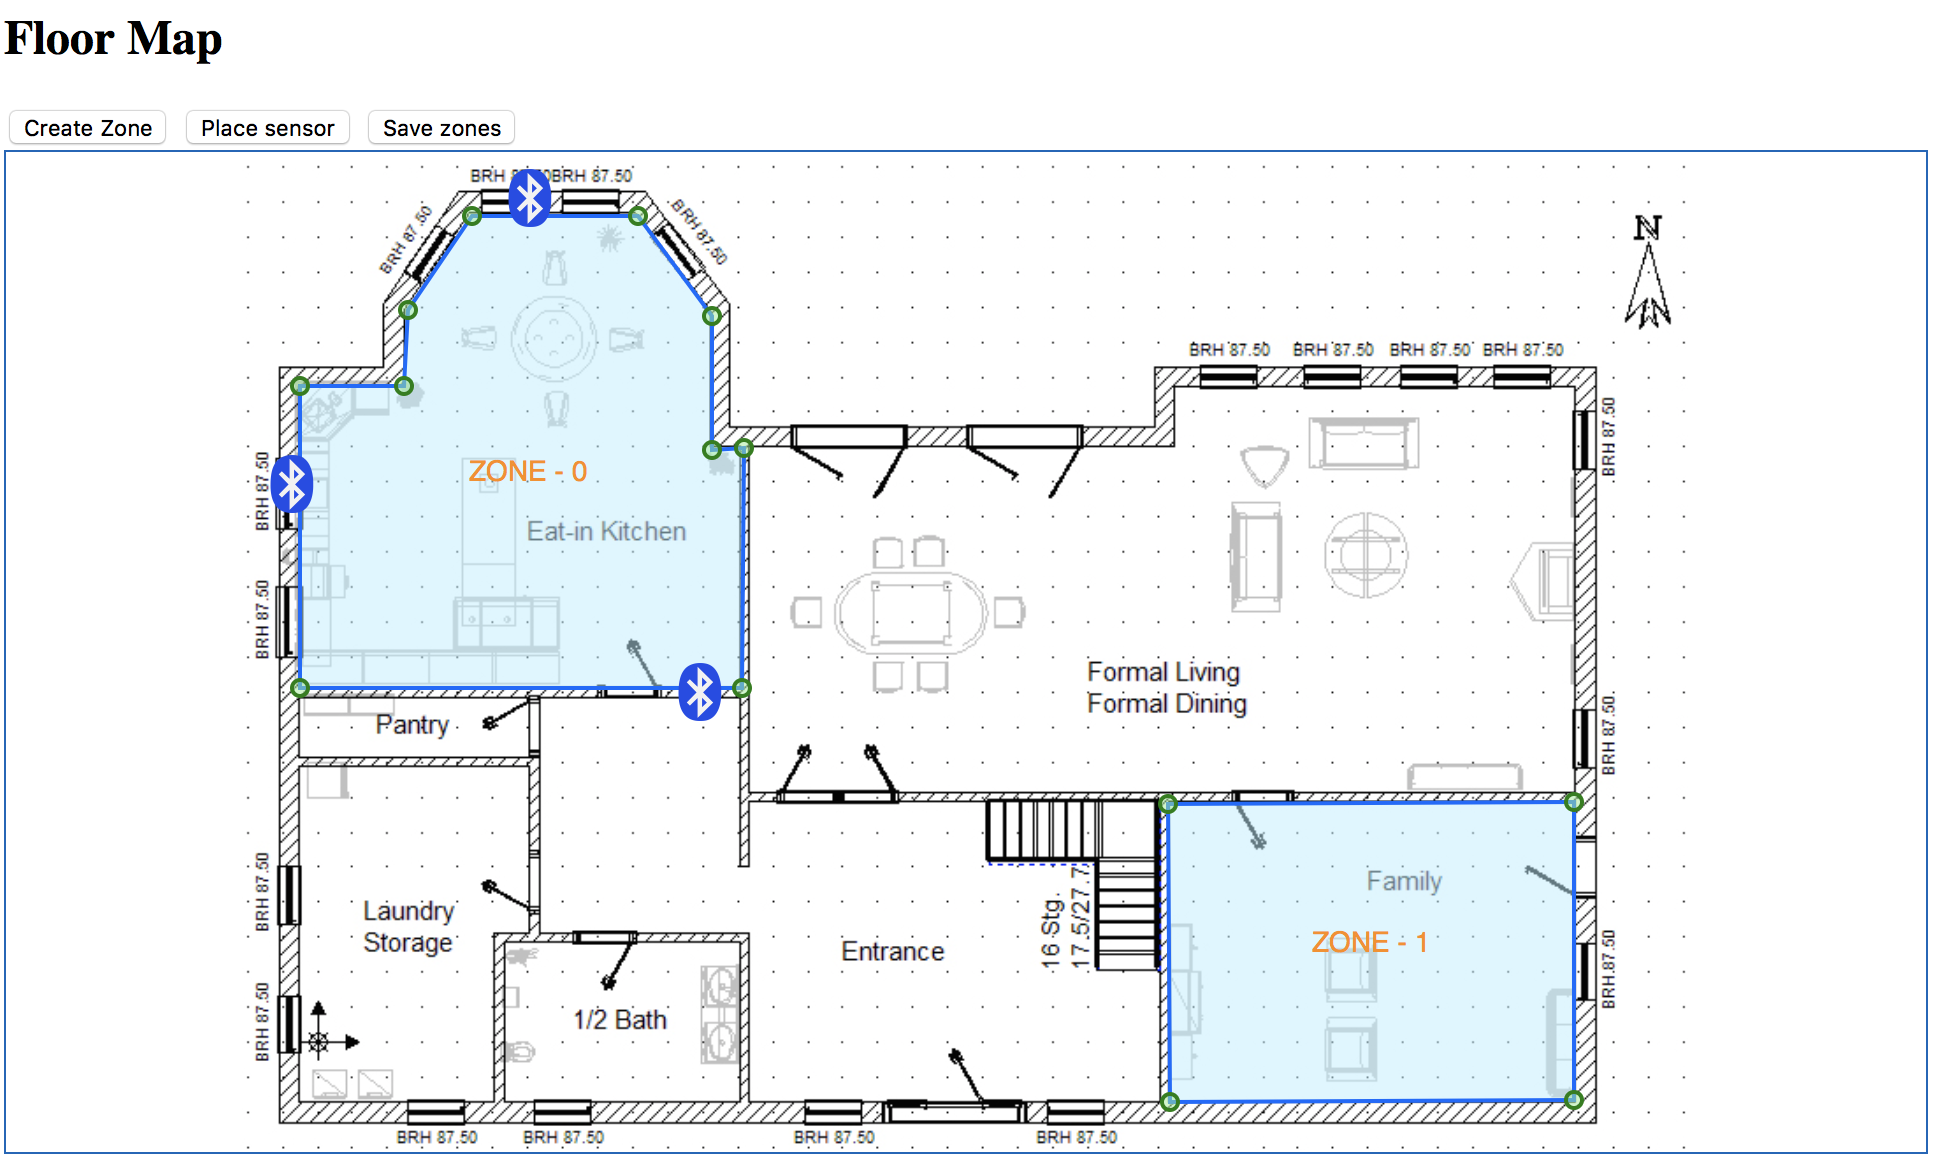 Floor Map
Create Zone
Place sensor
Save zones
BRH 87.50
BRH 87.50
BRH 87.50
N
BRH 87.50
BRH 87.50
BRH 87.50
BRH 87.50
BRH 87.50
BRH 87.50
BRH 87.50
ZONE - 0
Eat-in Kitchen
BRH 87.50
Formal Living
Formal Dining
Pantry
BRH 87.50
BRH 87.50
Laundry
Storage
16 Stg.
17.5/27.7
Family
ZONE - 1
Entrance
BRH 87.50
BRH 87.50
1/2 Bath
BRH 87.50
BRH 87.50
BRH 87.50
BRH 87.50